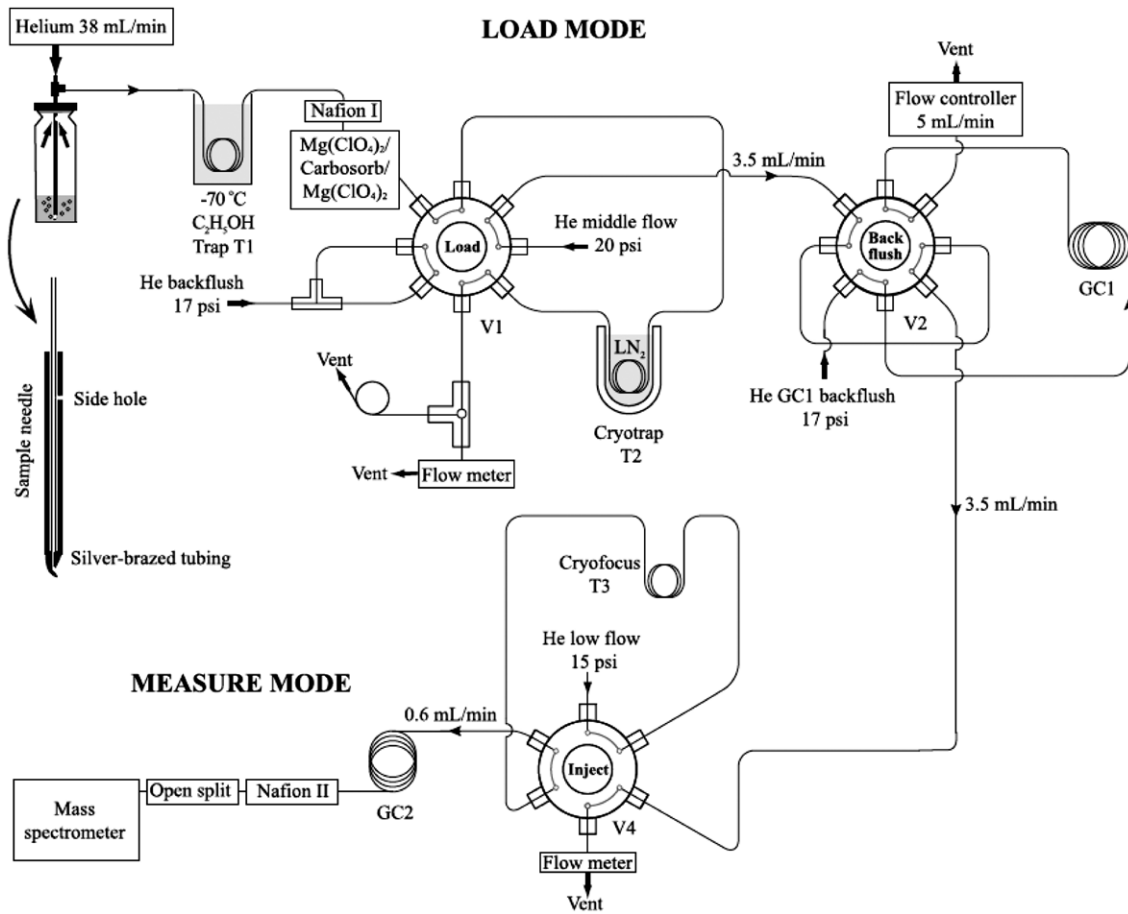 Helium 38 mL/min
LOAD MODE
Vent
Flow controller
5 mL/min
Nafion I
Mg(ClO₄)₂/
Carbosorb/
Mg(ClO₄)₂
-70 °C
C₂H₅OH
Trap T1
3.5 mL/min
Load
He middle flow
20 psi
Back
flush
GC1
He backflush
17 psi
V1
V2
LN₂
Vent
Cryotrap
T2
He GC1 backflush
17 psi
Sample needle
Side hole
Vent
Flow meter
3.5 mL/min
Silver-brazed tubing
Cryofocus
T3
He low flow
15 psi
MEASURE MODE
0.6 mL/min
Inject
Mass
spectrometer
Open split
Nafion II
GC2
V4
Flow meter
Vent